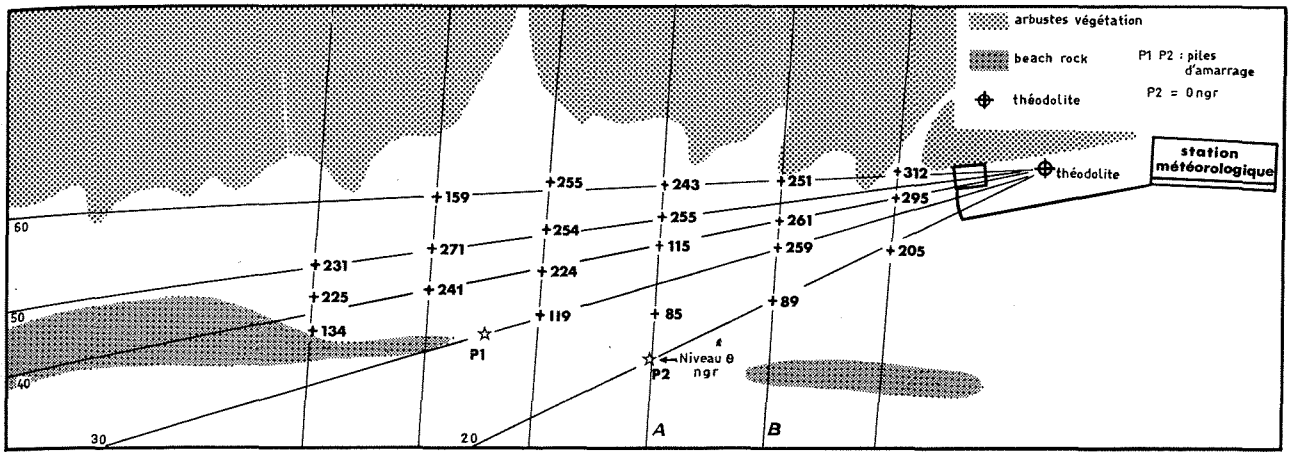 arbustes végétation
beach rock
P1 P2 : piles
d'amarrage
théodolite
P2 = 0 ngr
station
météorologique
théodolite
312
255
243
251
159
295
60
255
261
254
115
259
205
271
231
224
241
225
89
50
119
85
134
P1
Niveau θ
ngr
P2
40
30
20
A
B